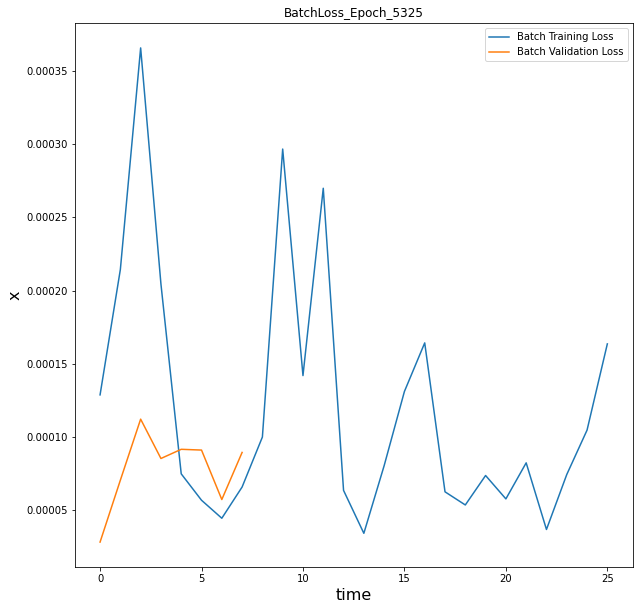 BatchLoss_Epoch_5325
Batch Training Loss
Batch Validation Loss
0.00035
0.00030
0.00025
0.00020
0.00015
0.00010
0.00005
x
0 5 10 15 20 25
time